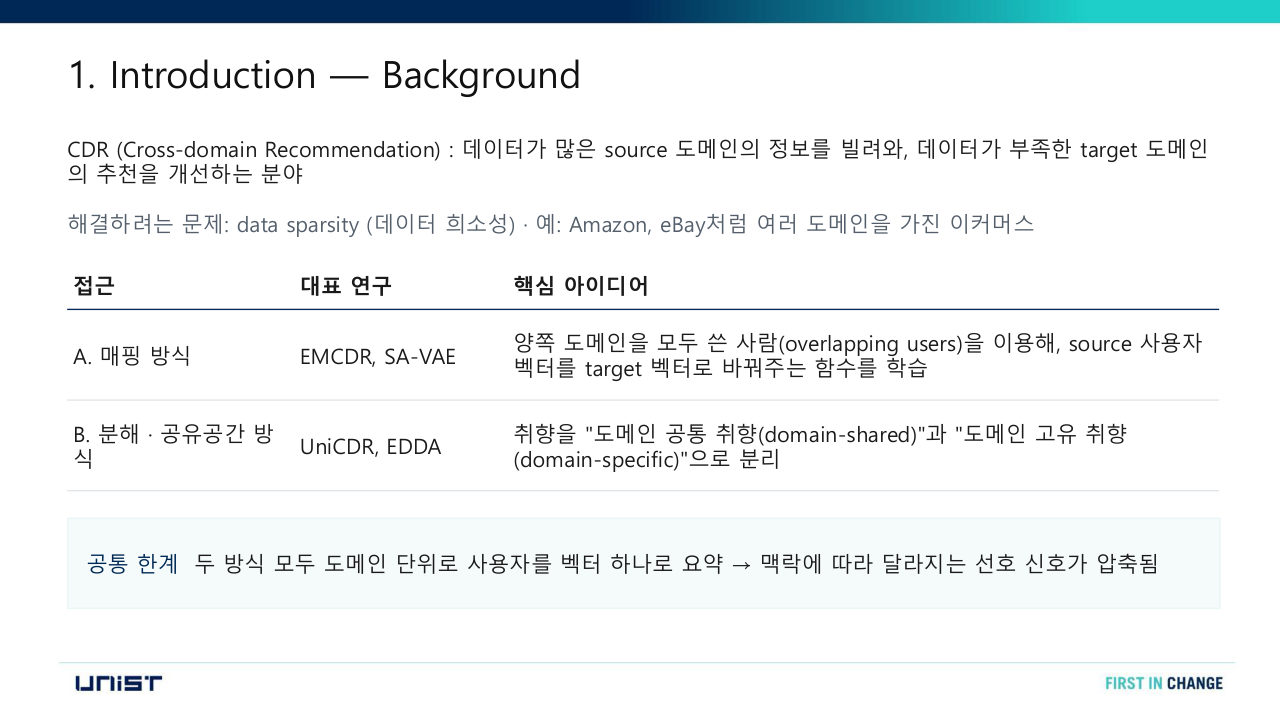 1. Introduction — Background
CDR (Cross-domain Recommendation) : 데이터가 많은 source 도메인의 정보를 빌려와, 데이터가 부족한 target 도메인
의 추천을 개선하는 분야
해결하려는 문제: data sparsity (데이터 희소성) · 예: Amazon, eBay처럼 여러 도메인을 가진 이커머스
접근 대표 연구 핵심 아이디어
A. 매핑 방식 EMCDR, SA-VAE 양쪽 도메인을 모두 쓴 사람(overlapping users)을 이용해, source 사용자
벡터를 target 벡터로 바꿔주는 함수를 학습
B. 분해 · 공유공간 방
식 UniCDR, EDDA 취향을 "도메인 공통 취향(domain-shared)"과 "도메인 고유 취향
(domain-specific)"으로 분리
공통 한계 두 방식 모두 도메인 단위로 사용자를 벡터 하나로 요약 → 맥락에 따라 달라지는 선호 신호가 압축됨
UNIST FIRST IN CHANGE